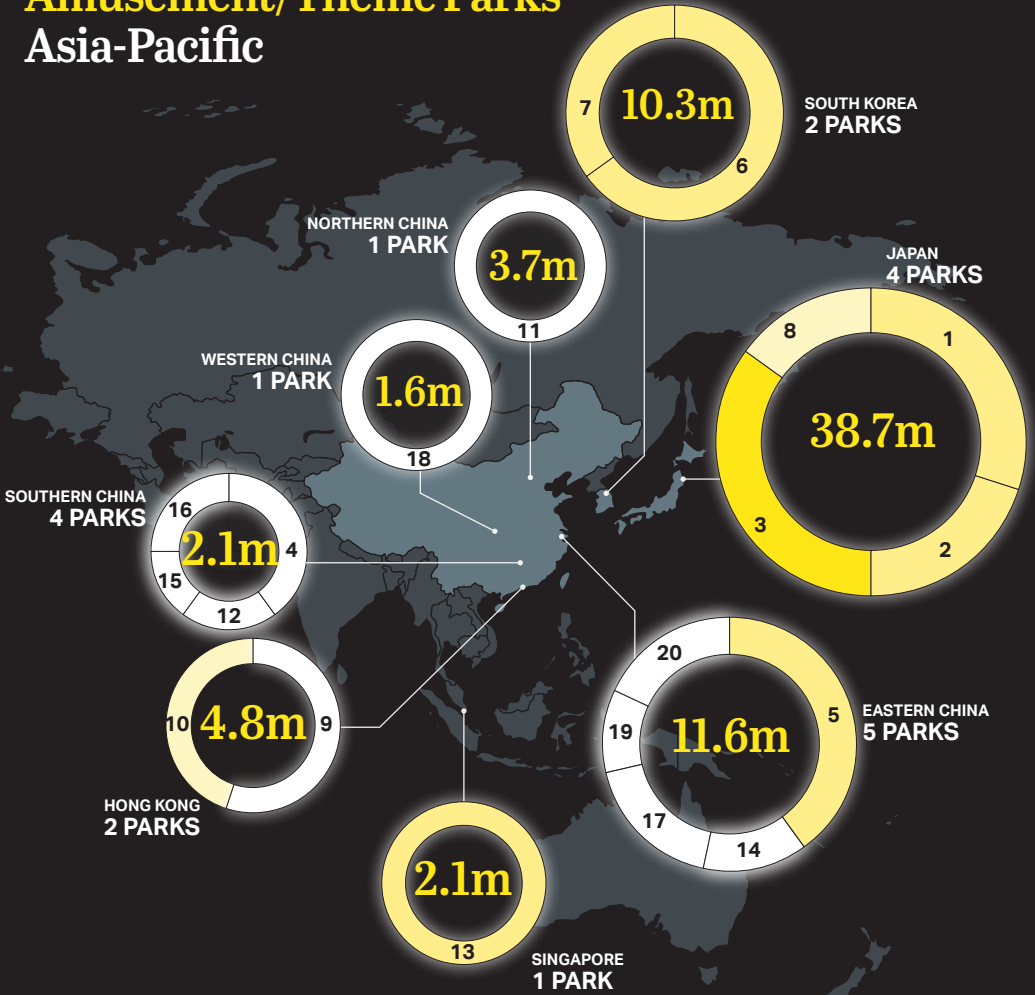 Amusement/Theme Parks
Asia-Pacific
10.3m
7
6
SOUTH KOREA
2 PARKS
NORTHERN CHINA
1 PARK
3.7m
11
JAPAN
4 PARKS
38.7m
8
1
3
2
WESTERN CHINA
1 PARK
1.6m
18
SOUTHERN CHINA
4 PARKS
16
2.1m
4
15
12
10
4.8m
9
HONG KONG
2 PARKS
20
5
19
11.6m
17
14
EASTERN CHINA
5 PARKS
2.1m
13
SINGAPORE
1 PARK